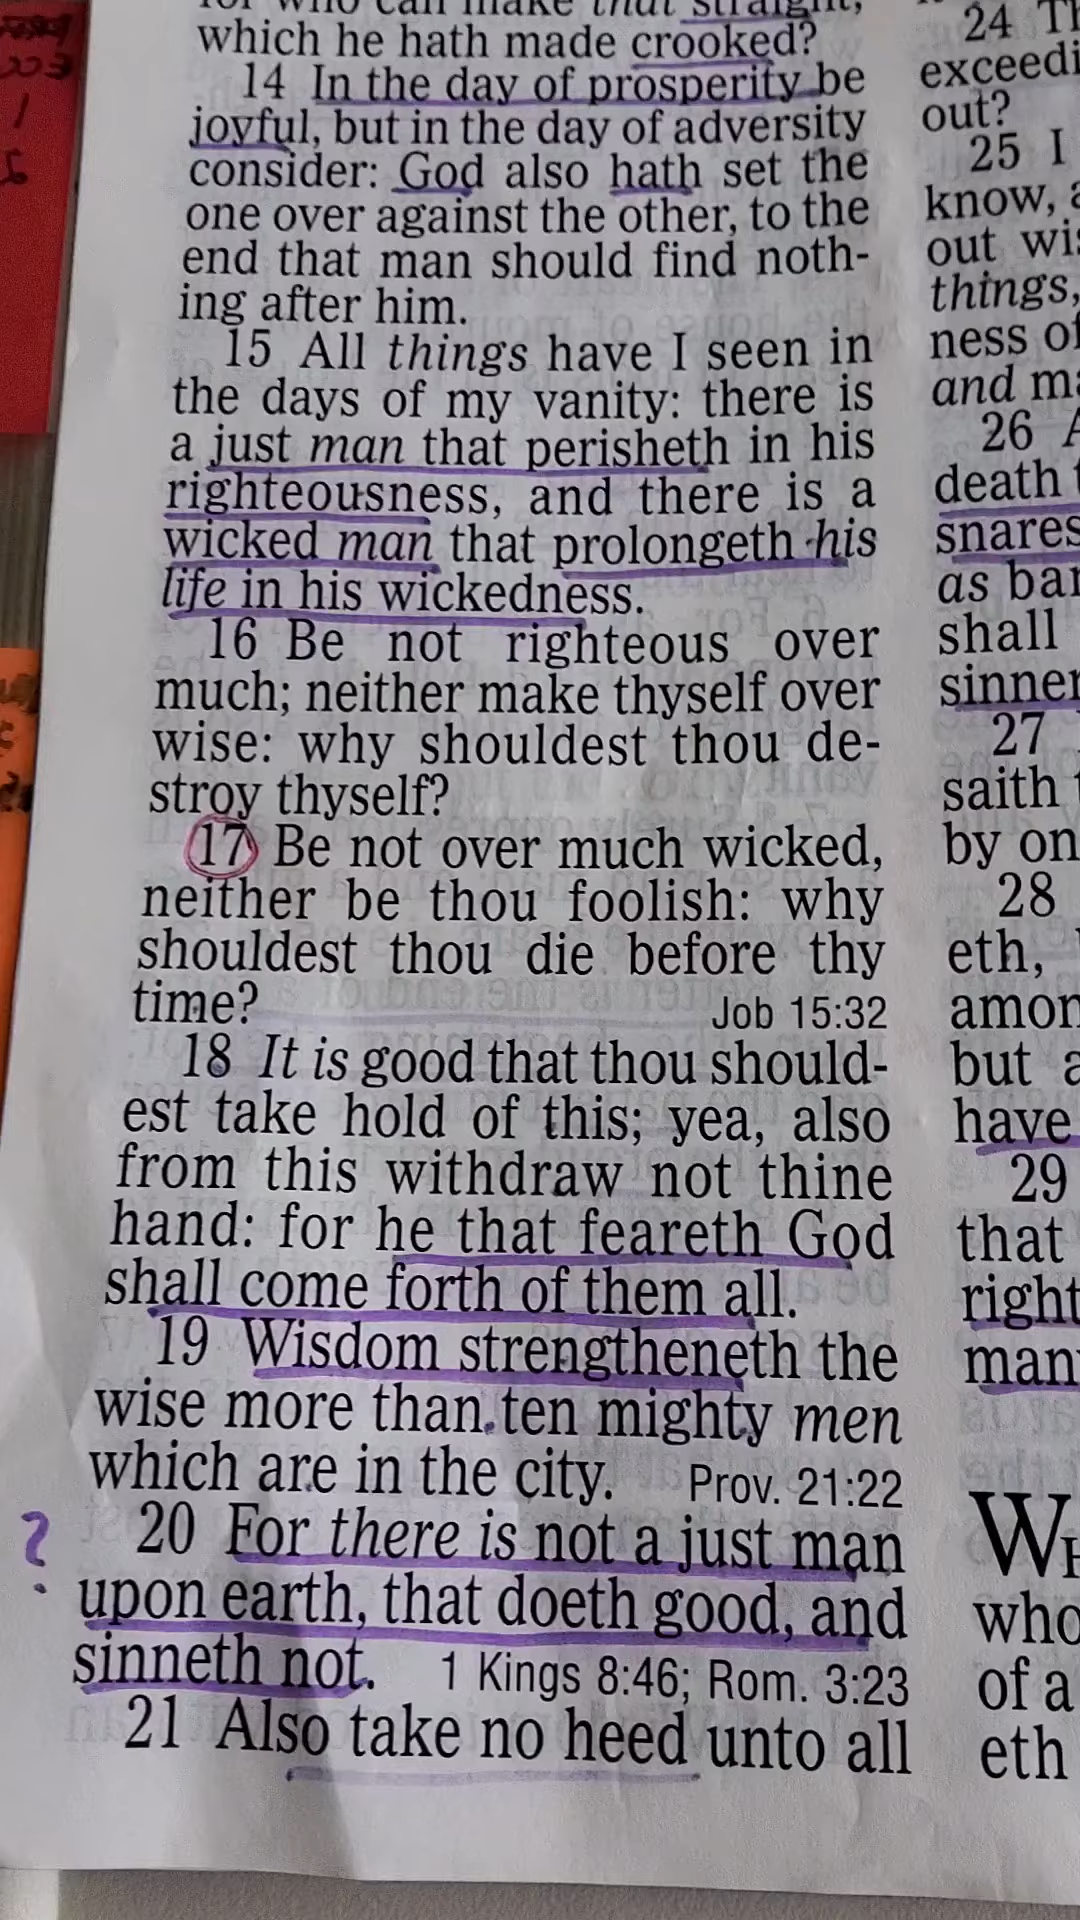 for who can make that straight,
which he hath made crooked?
14 In the day of prosperity be
joyful, but in the day of adversity
consider: God also hath set the
one over against the other, to the
end that man should find noth-
ing after him.
15 All things have I seen in
the days of my vanity: there is
a just man that perisheth in his
righteousness, and there is a
wicked man that prolongeth his
life in his wickedness.
16 Be not righteous over
much; neither make thyself over
wise: why shouldest thou de-
stroy thyself?
17 Be not over much wicked,
neither be thou foolish: why
shouldest thou die before thy
time? Job 15:32
18 It is good that thou should-
est take hold of this; yea, also
from this withdraw not thine
hand: for he that feareth God
shall come forth of them all.
19 Wisdom strengtheneth the
wise more than ten mighty men
which are in the city. Prov. 21:22
?
20 For there is not a just man
upon earth, that doeth good, and
sinneth not. 1 Kings 8:46; Rom. 3:23
21 Also take no heed unto all
24
out?
25 I
know,
out
things,
ness
and
26
death
snares
as
shall
27
saith
by
28
eth,
but
have
29
that
who
of a
eth